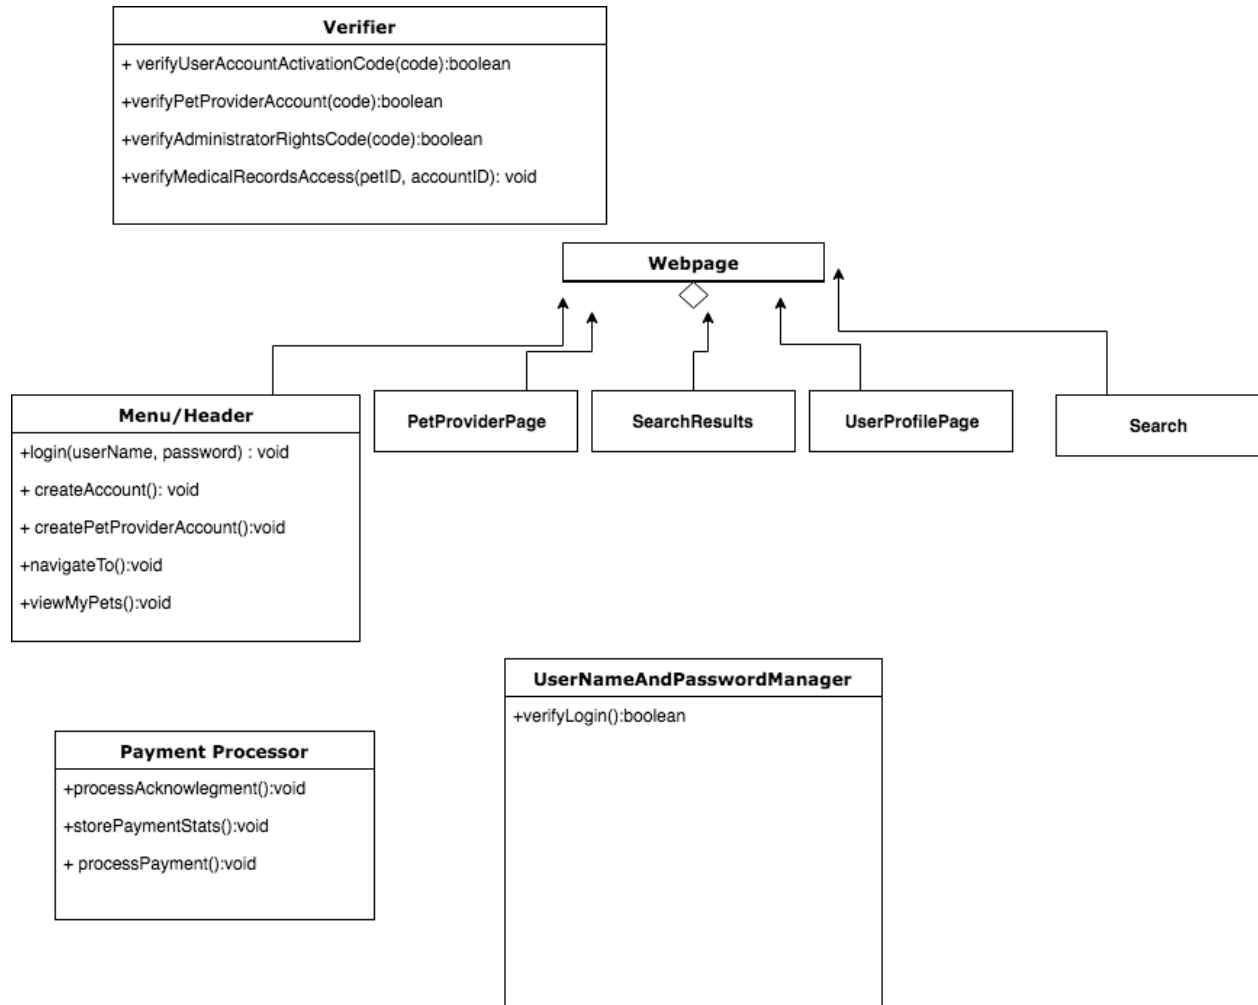 Verifier
+ verifyUserAccountActivationCode(code):boolean
+verifyPetProviderAccount(code):boolean
+verifyAdministratorRightsCode(code):boolean
+verifyMedicalRecordsAccess(petID, accountID): void
Webpage
Menu/Header
+login(userName, password) : void
+ createAccount(): void
+ createPetProviderAccount():void
+navigateTo():void
+viewMyPets():void
PetProviderPage
SearchResults
UserProfilePage
Search
UserNameAndPasswordManager
+verifyLogin():boolean
Payment Processor
+processAcknowlegment():void
+storePaymentStats():void
+ processPayment():void